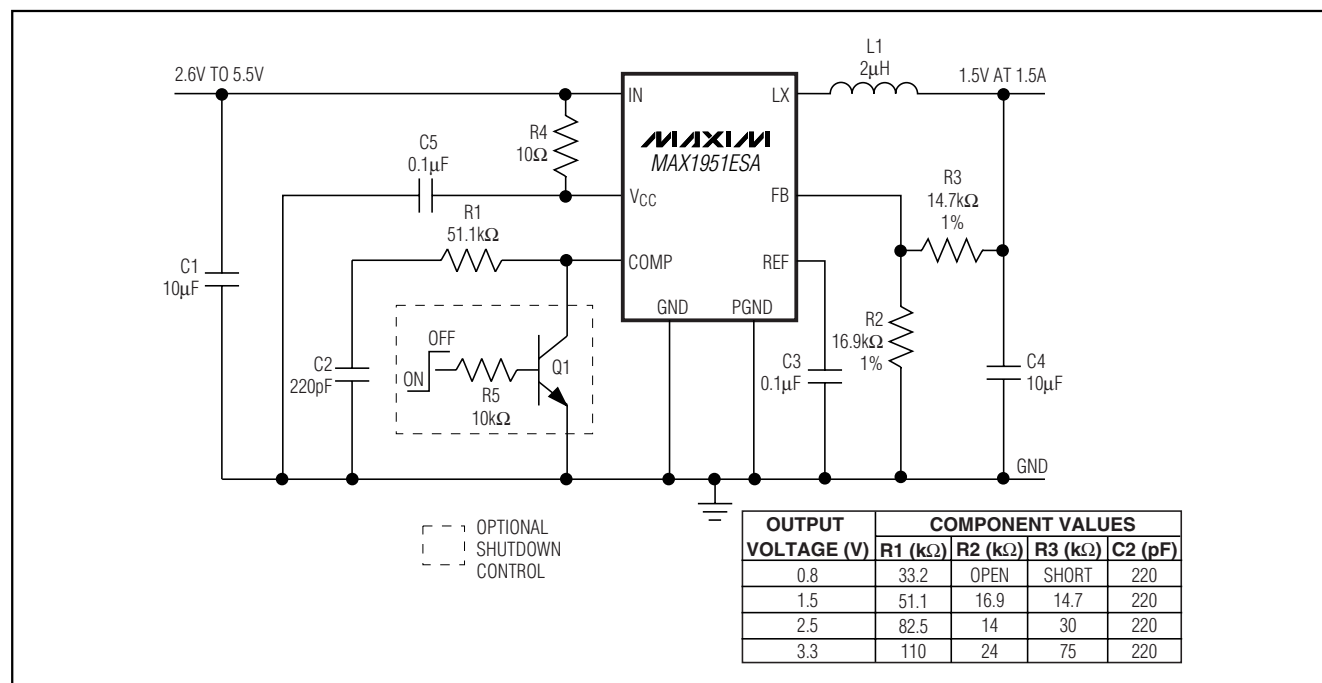 2.6V TO 5.5V
L1
2μH
1.5V AT 1.5A
IN
LX
R4
10Ω
MAXIM
MAX1951ESA
C5
0.1μF
VCC
FB
R3
14.7kΩ
1%
R1
51.1kΩ
COMP
REF
C1
10μF
GND
PGND
R2
16.9kΩ
1%
OFF
ON
Q1
R5
10kΩ
C2
220pF
C3
0.1μF
C4
10μF
GND
OPTIONAL
SHUTDOWN
CONTROL
OUTPUT VOLTAGE (V) COMPONENT VALUES
R1 (kΩ) R2 (kΩ) R3 (kΩ) C2 (pF)
0.8 33.2 OPEN SHORT 220
1.5 51.1 16.9 14.7 220
2.5 82.5 14 30 220
3.3 110 24 75 220